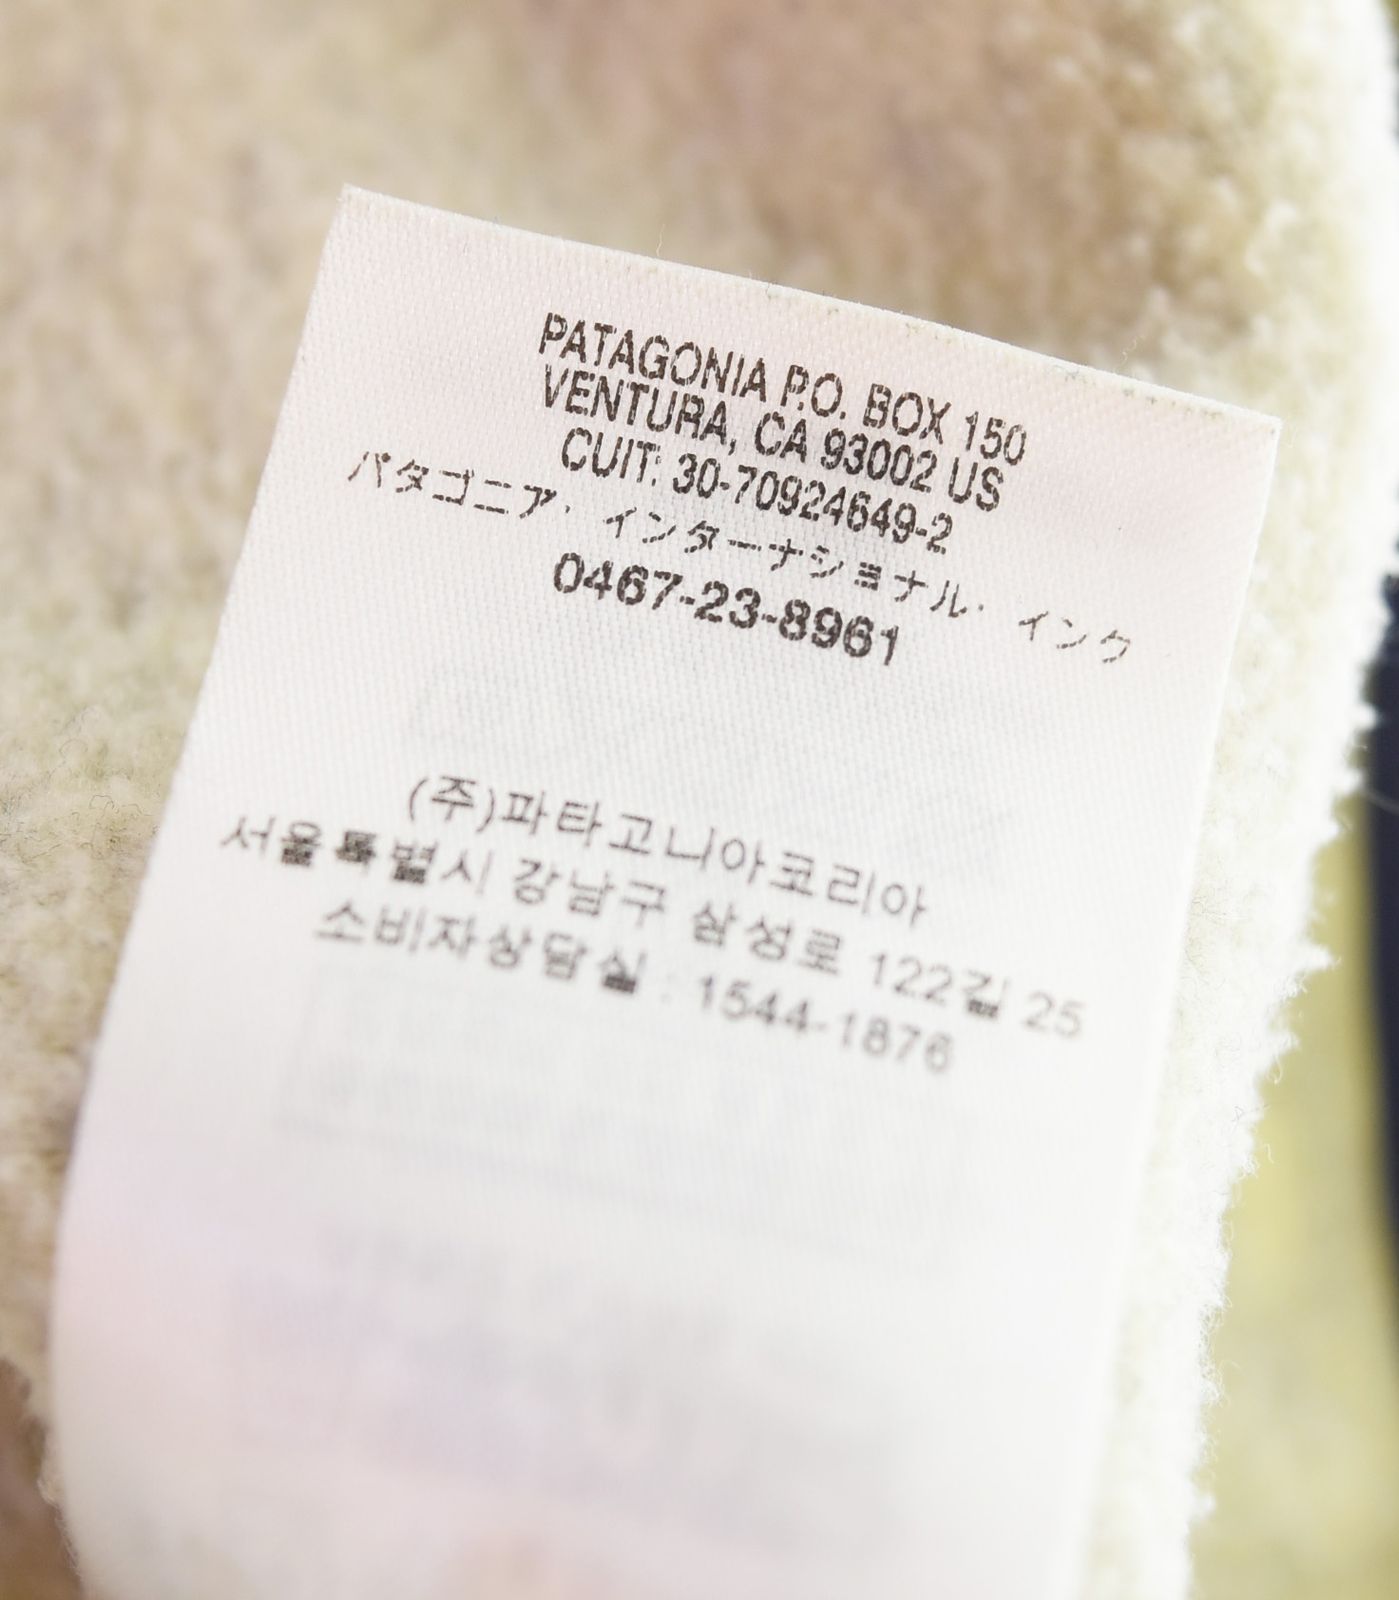 PATAGONIA P.O. BOX 150
VENTURA, CA 93002 US
CUIT: 30-70924649-2
パタゴニア・インターナショナル・インク
0467-23-8961
(주)파타고니아코리아
서울특별시 강남구 삼성로 122길 25
소비자상담실 : 1544-1876